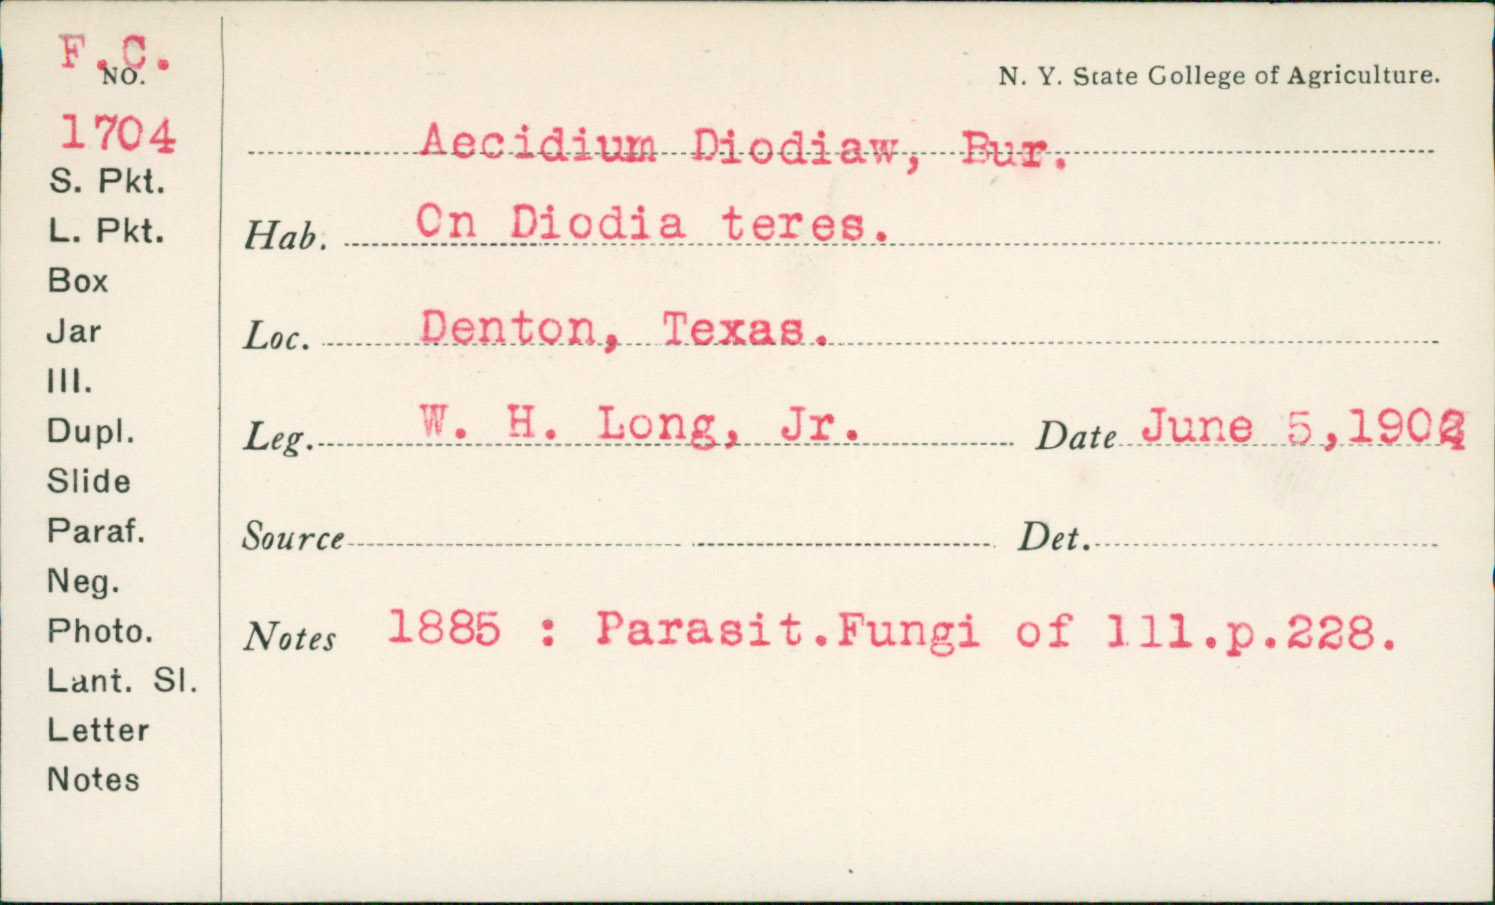 F.C.
NO.
1704
S. Pkt.
L. Pkt.
Box
Jar
Ill.
Dupl.
Slide
Paraf.
Neg.
Photo.
Lant. Sl.
Letter
Notes
N. Y. State College of Agriculture.
Aecidium Diodiaw, Bur.
Hab. On Diodia teres.
Loc. Denton, Texas.
Leg. W. H. Long, Jr. Date June 5,190
Source Det.
Notes 1885 : Parasit.Fungi of 111.p.228.